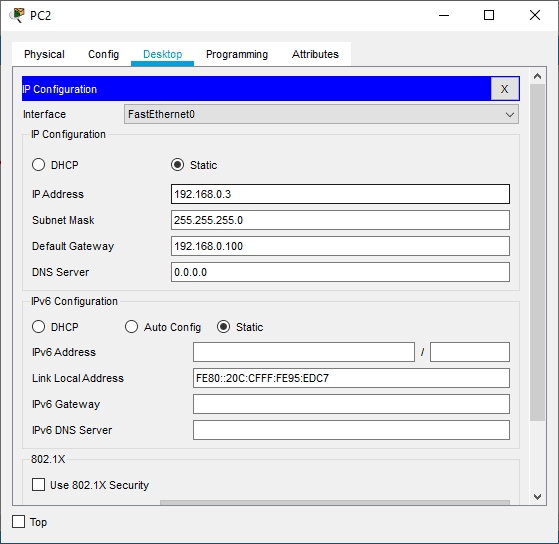 PC2
Physical Config Desktop Programming Attributes
IP Configuration X
Interface FastEthernet0
IP Configuration
DHCP Static
IP Address 192.168.0.3
Subnet Mask 255.255.255.0
Default Gateway 192.168.0.100
DNS Server 0.0.0.0
IPv6 Configuration
DHCP Auto Config Static
IPv6 Address /
Link Local Address FE80::20C:CFFF:FE95:EDC7
IPv6 Gateway
IPv6 DNS Server
802.1X
Use 802.1X Security
Top